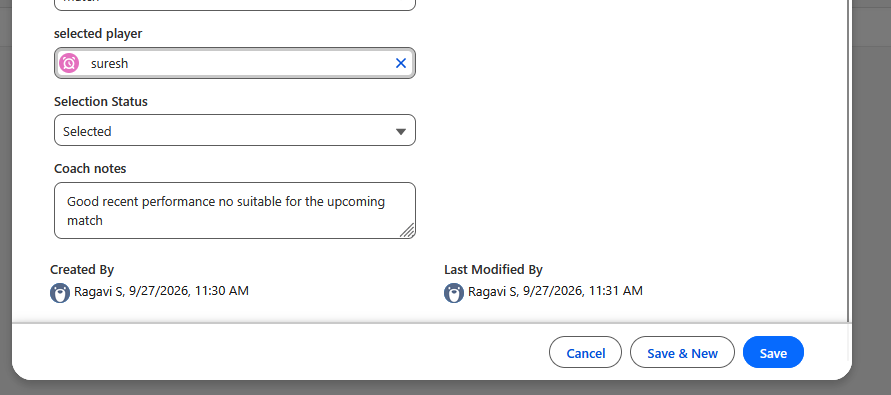 selected player
suresh
Selection Status
Selected
Coach notes
Good recent performance no suitable for the upcoming
match
Created By
Ragavi S, 9/27/2026, 11:30 AM
Last Modified By
Ragavi S, 9/27/2026, 11:31 AM
Cancel
Save & New
Save